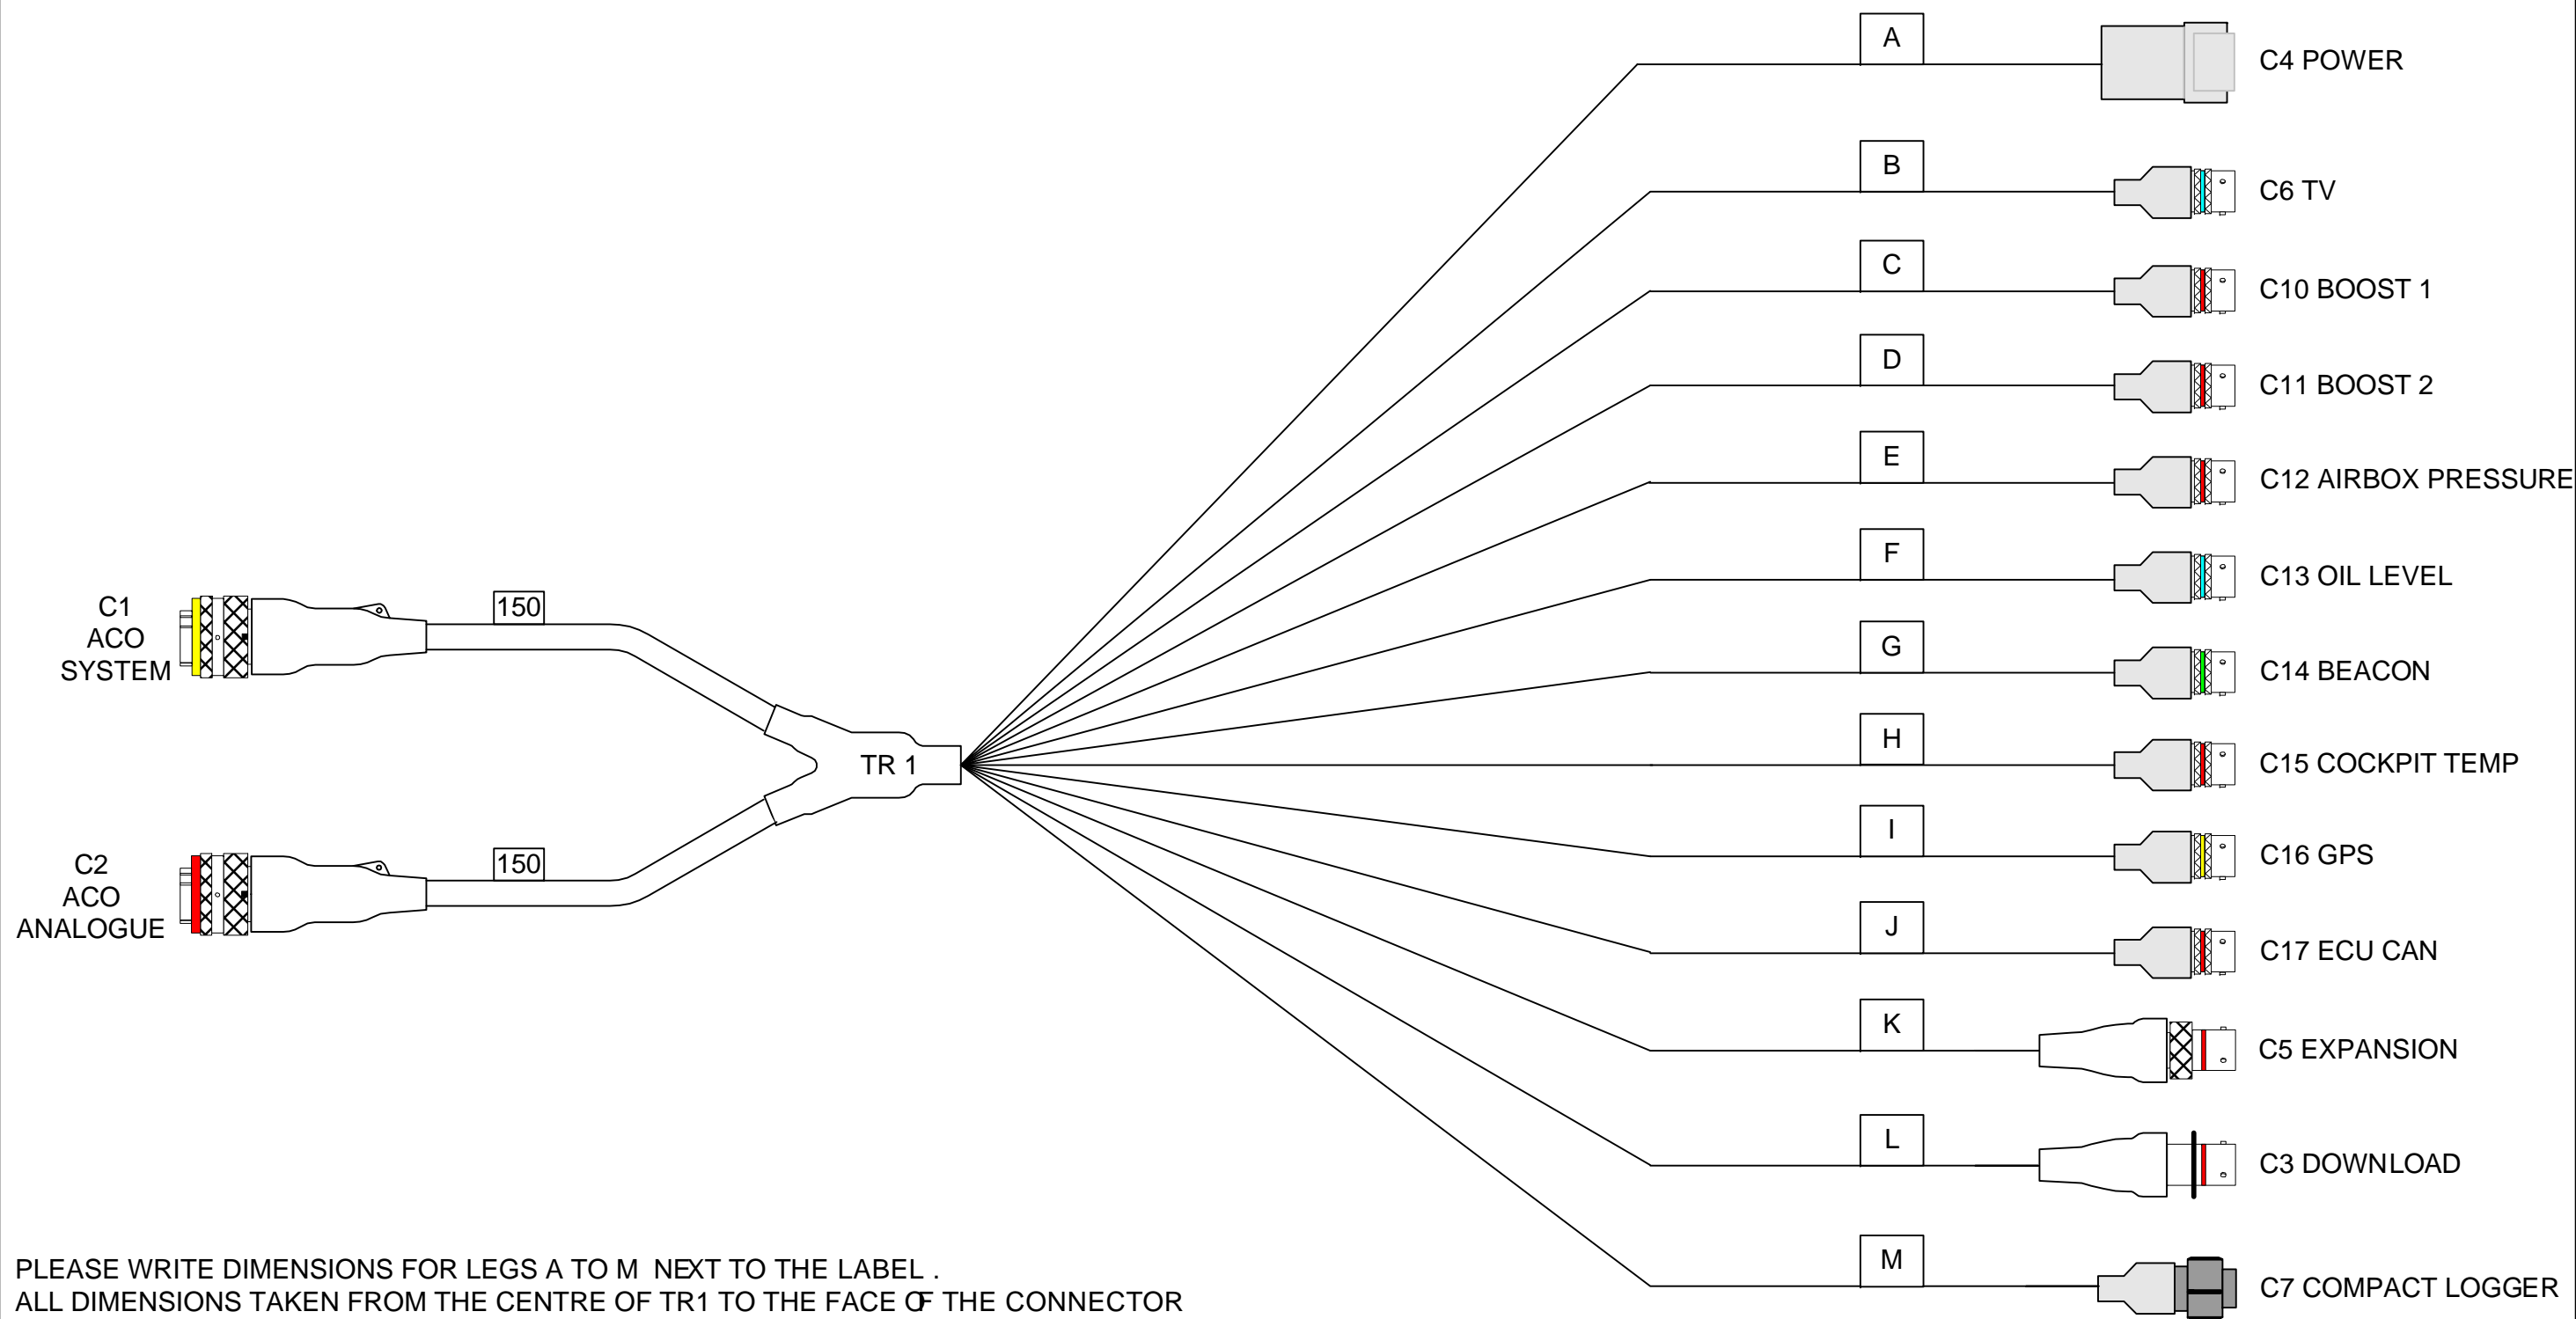 A
C4 POWER
B
C6 TV
C
C10 BOOST 1
D
C11 BOOST 2
E
C12 AIRBOX PRESSURE
F
C13 OIL LEVEL
C1
ACO
SYSTEM
150
G
C14 BEACON
H
C15 COCKPIT TEMP
TR 1
I
C16 GPS
C2
ACO
ANALOGUE
150
J
C17 ECU CAN
K
C5 EXPANSION
L
C3 DOWNLOAD
M
C7 COMPACT LOGGER
PLEASE WRITE DIMENSIONS FOR LEGS A TO M NEXT TO THE LABEL .
ALL DIMENSIONS TAKEN FROM THE CENTRE OF TR1 TO THE FACE OF THE CONNECTOR